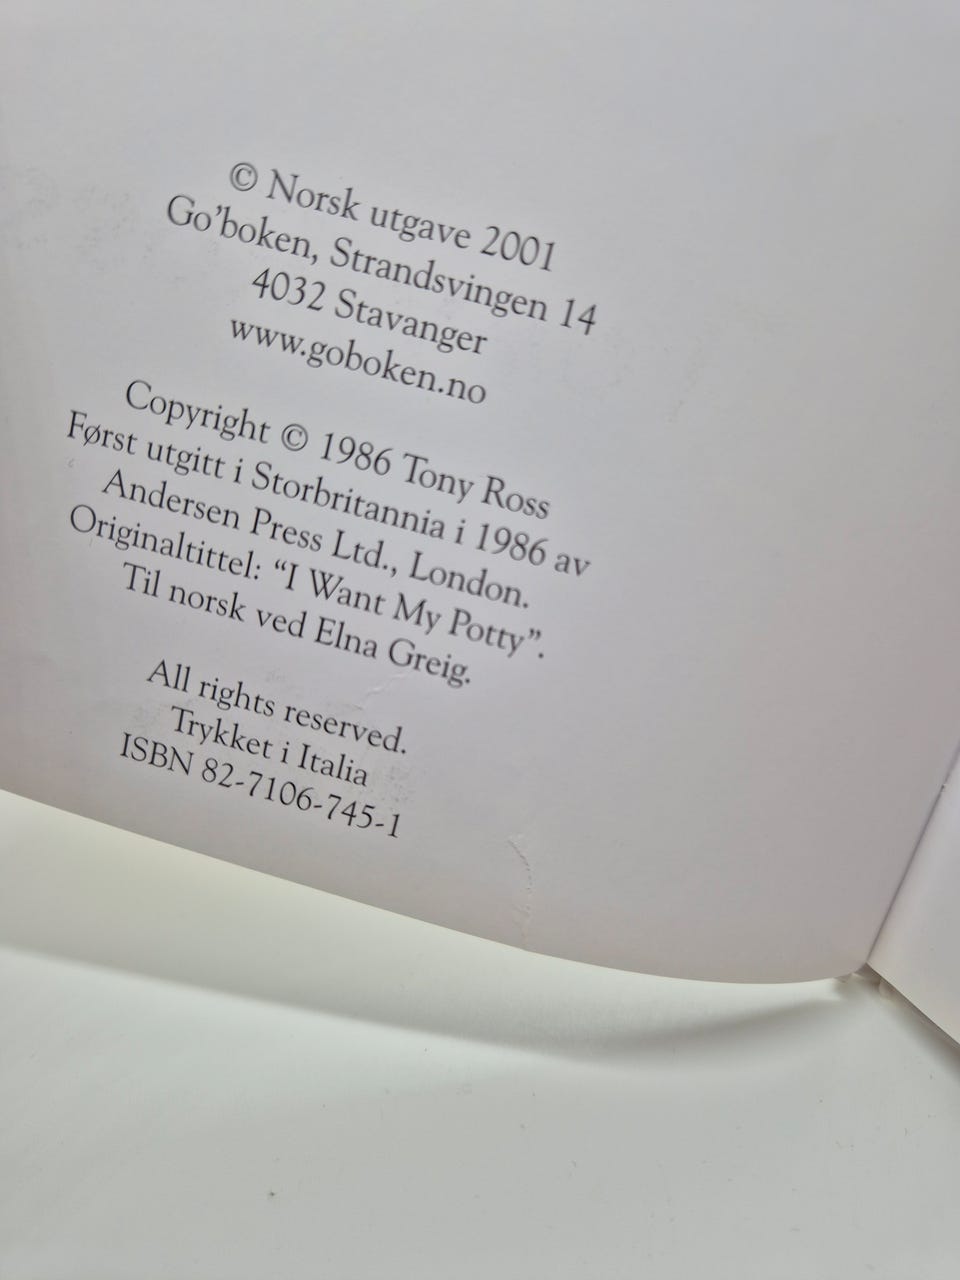 © Norsk utgave 2001
Go’boken, Strandsvingen 14
4032 Stavanger
www.goboken.no
Copyright © 1986 Tony Ross
Først utgitt i Storbritannia i 1986 av
Andersen Press Ltd., London.
Originaltittel: “I Want My Potty”.
Til norsk ved Elna Greig.
All rights reserved.
Trykket i Italia
ISBN 82-7106-745-1